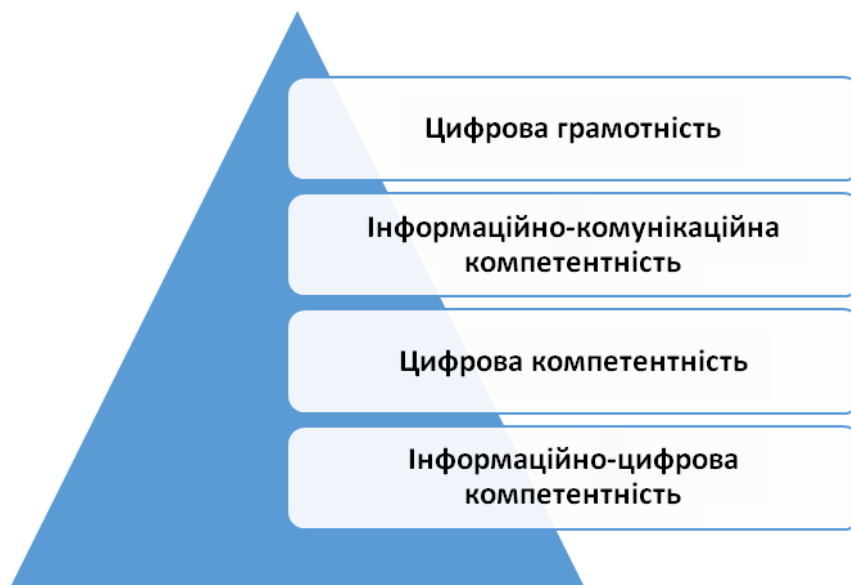 Цифрова грамотність
Інформаційно-комунікаційна
компетентність
Цифрова компетентність
Інформаційно-цифрова
компетентність